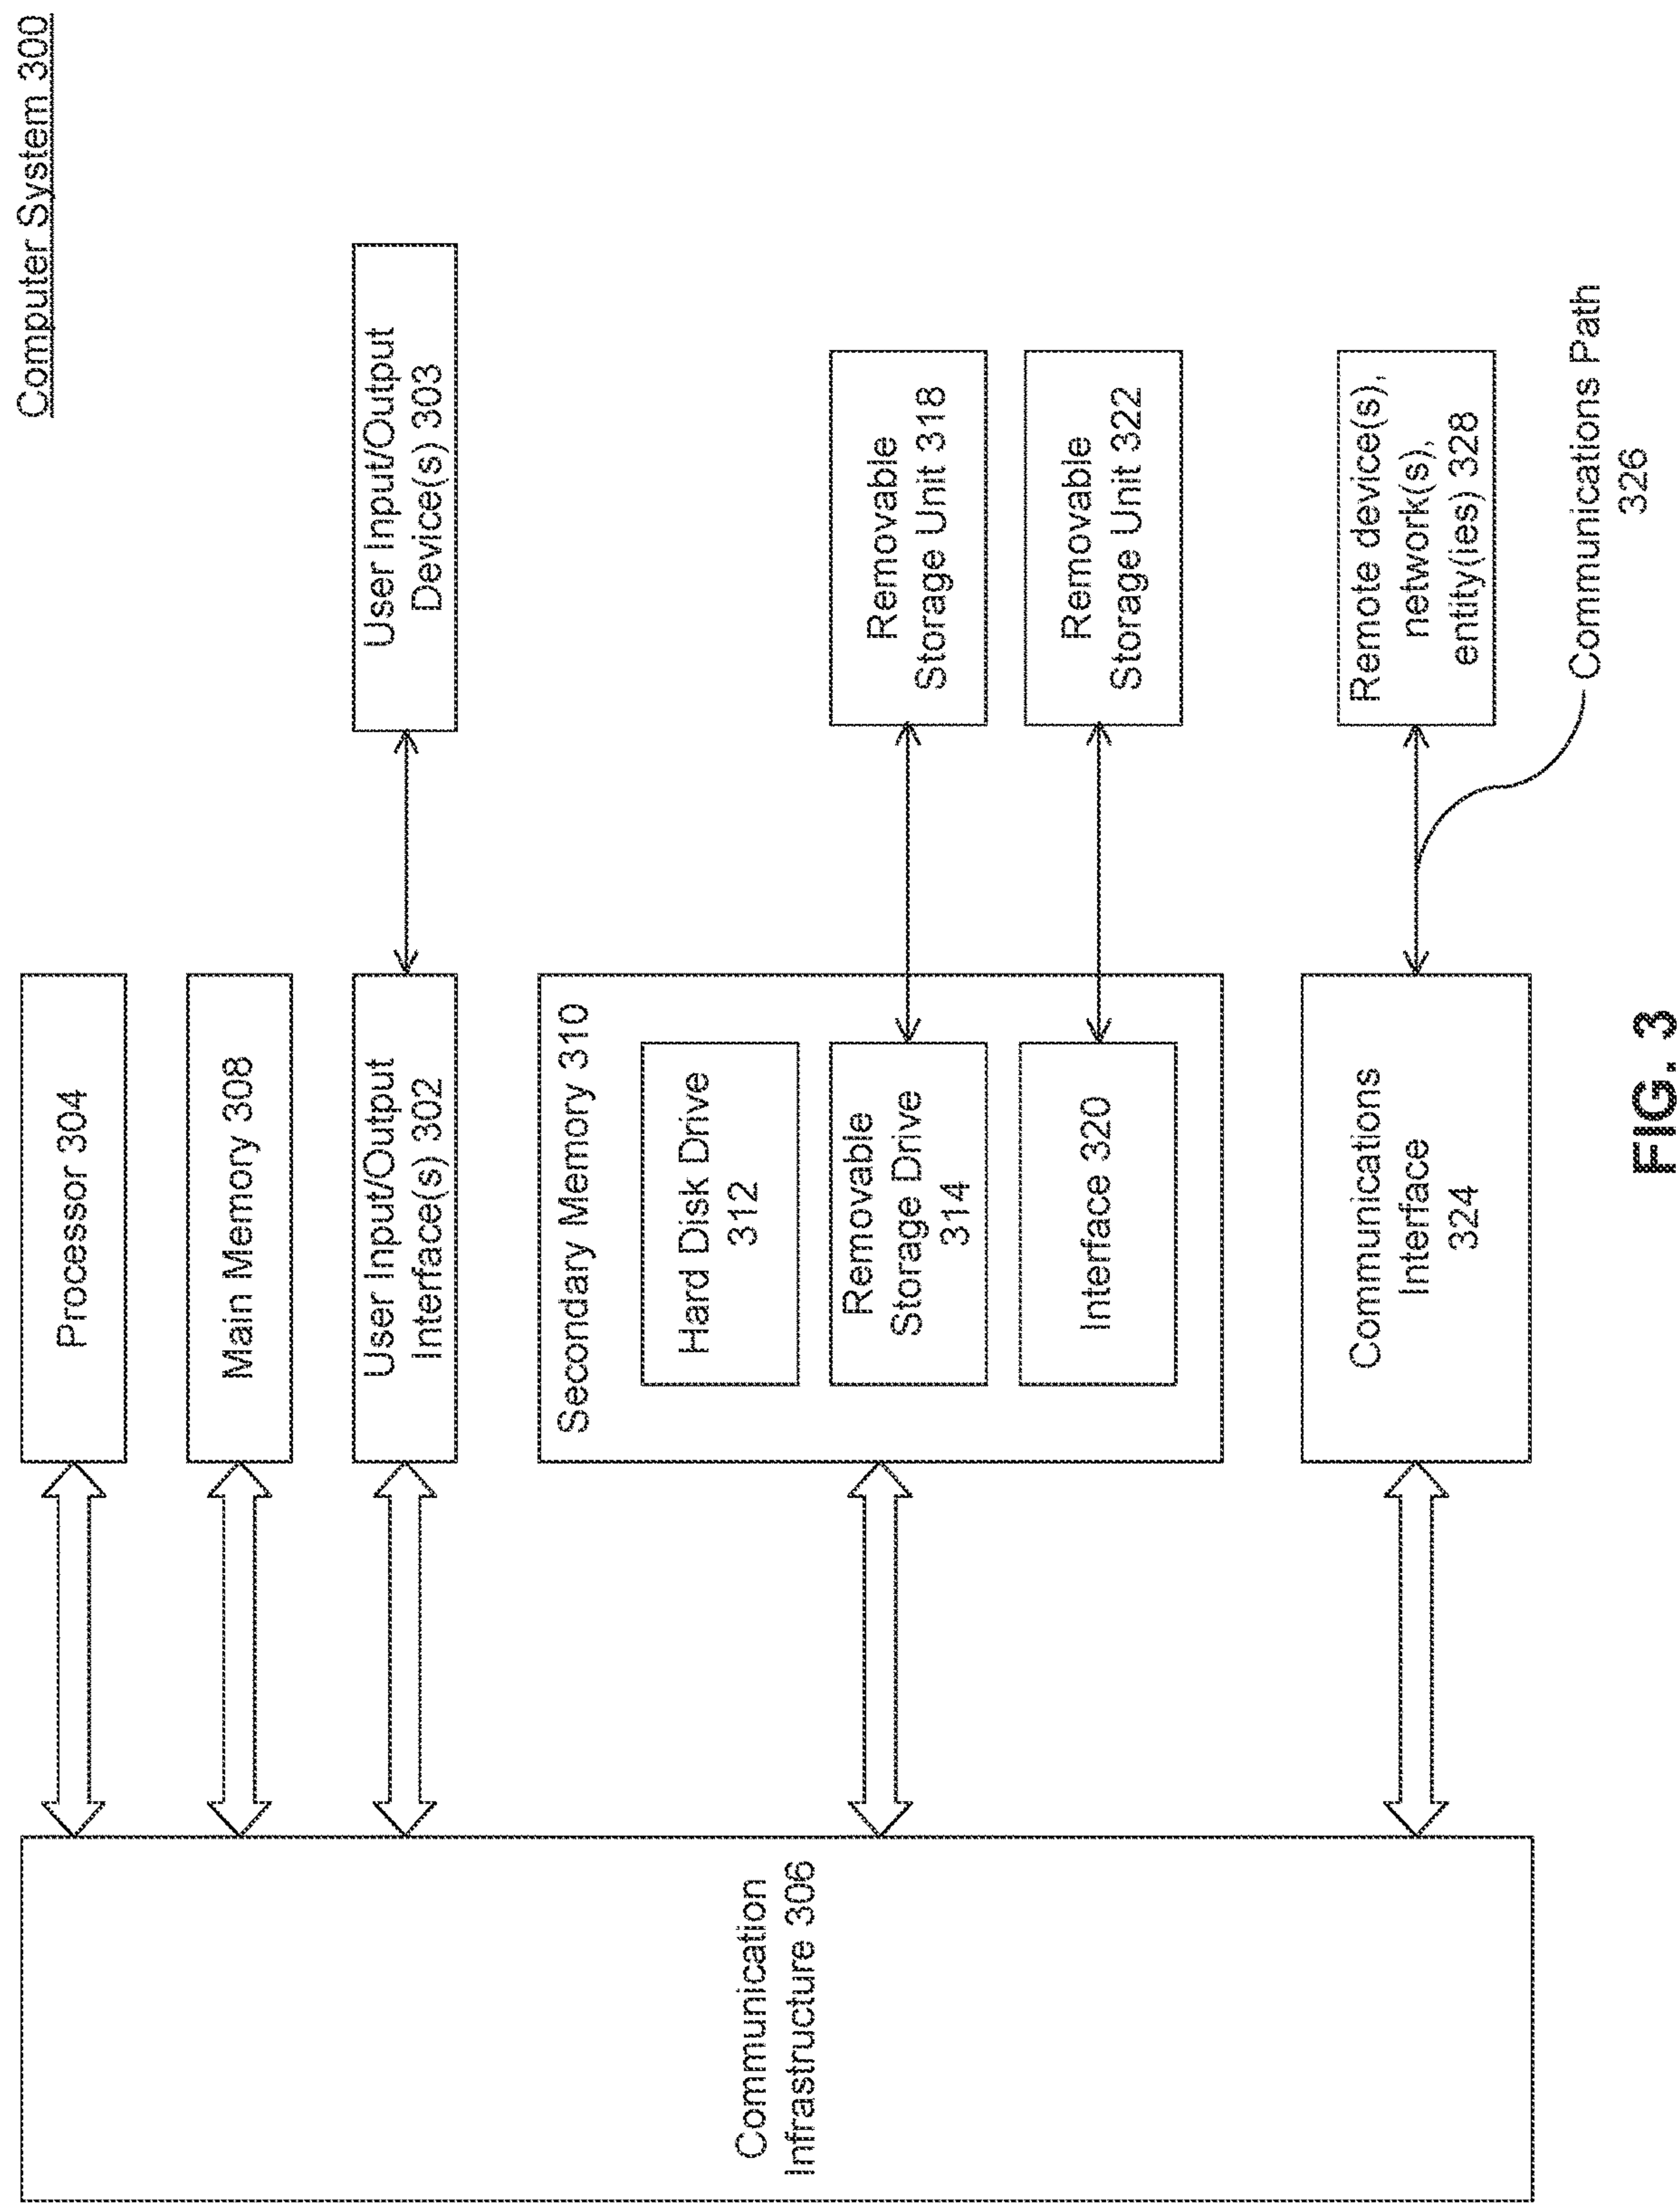 Computer System 300
Processor 304
Main Memory 308
User Input/Output
Interface(s) 302
User Input/Output
Device(s) 303
Communication
Infrastructure 306
Secondary Memory 310
Hard Disk Drive
312
Removable
Storage Drive
314
Removable
Storage Unit 318
Interface 320
Removable
Storage Unit 322
Communications
Interface
324
Remote device(s),
network(s),
entity(ies) 328
Communications Path
326
FIG. 3